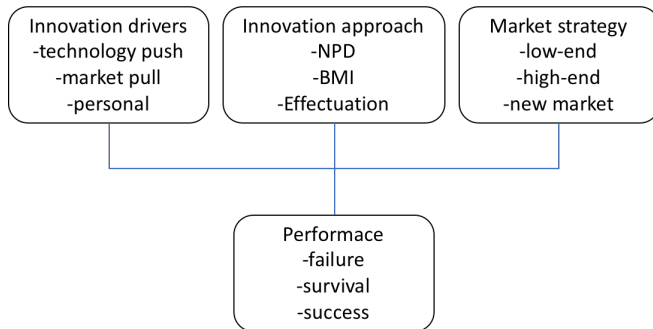 Innovation drivers
-technology push
-market pull
-personal
Innovation approach
-NPD
-BMI
-Effectuation
Market strategy
-low-end
-high-end
-new market
Performace
-failure
-survival
-success